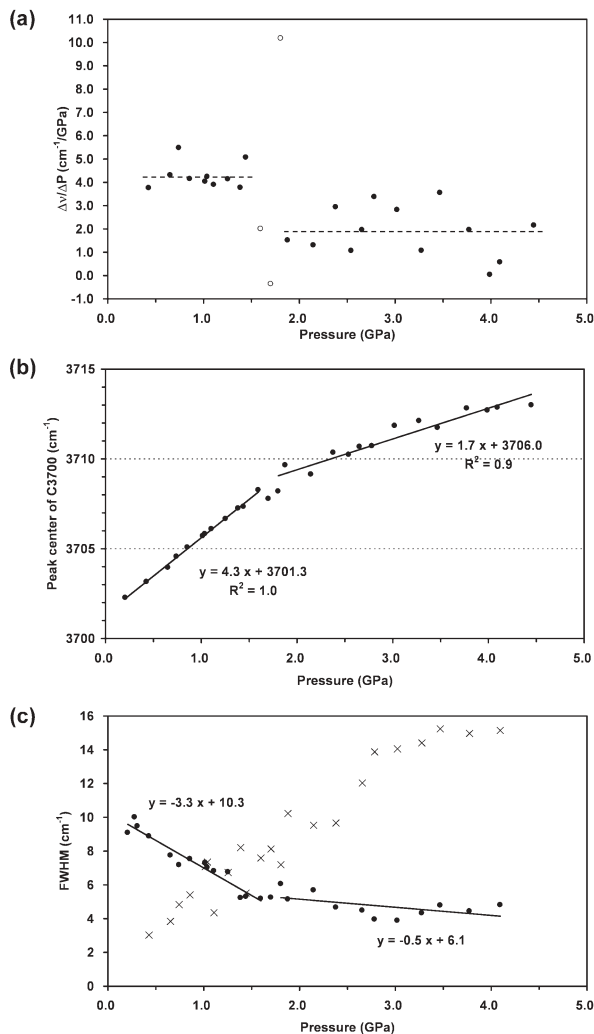 (a)
11.0
10.0
9.0
8.0
7.0
6.0
5.0
4.0
3.0
2.0
1.0
0.0
-1.0
Δν/ΔP (cm⁻¹/GPa)
0.0 1.0 2.0 3.0 4.0 5.0
Pressure (GPa)
(b)
3715
3710
3705
3700
Peak center of C3700 (cm⁻¹)
y = 1.7 x + 3706.0
R² = 0.9
y = 4.3 x + 3701.3
R² = 1.0
0.0 1.0 2.0 3.0 4.0 5.0
Pressure (GPa)
(c)
16
14
12
10
8
6
4
2
0
FWHM (cm⁻¹)
y = -3.3 x + 10.3
y = -0.5 x + 6.1
0.0 1.0 2.0 3.0 4.0 5.0
Pressure (GPa)